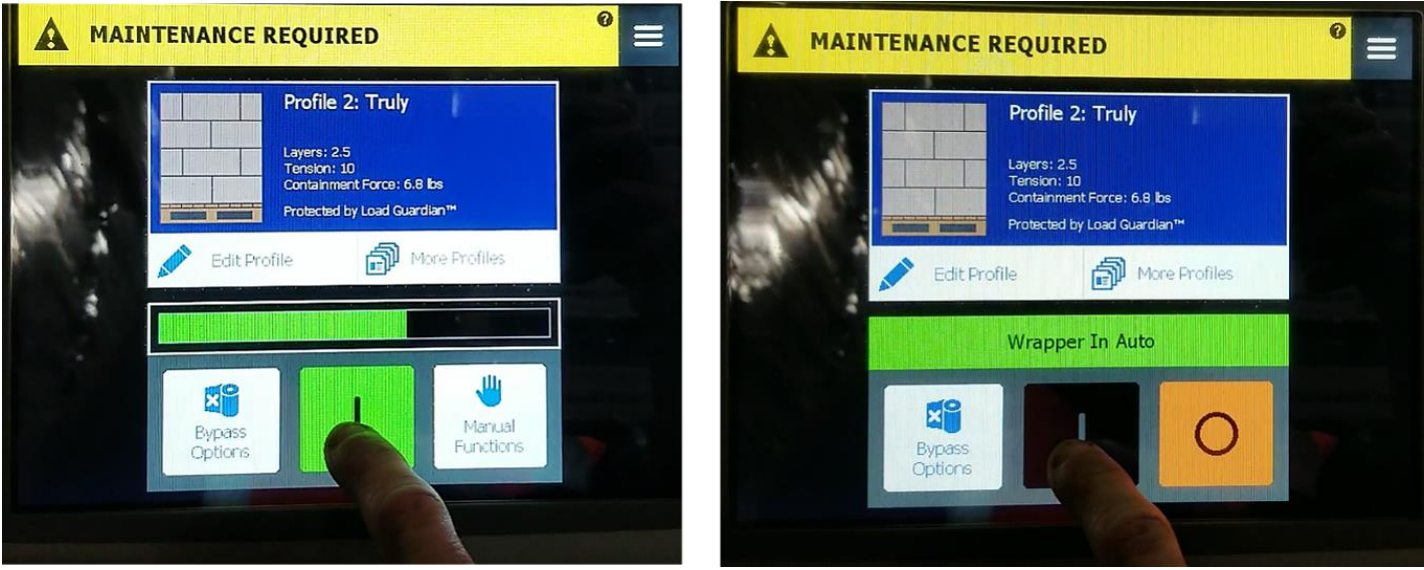 MAINTENANCE REQUIRED
Profile 2: Truly
Layers: 2.5
Tension: 10
Containment Force: 6.8 lbs
Protected by Load Guardian™
Edit Profile
More Profiles
Bypass
Options
Manual
Functions
MAINTENANCE REQUIRED
Profile 2: Truly
Layers: 2.5
Tension: 10
Containment Force: 6.8 lbs
Protected by Load Guardian™
Edit Profile
More Profiles
Wrapper In Auto
Bypass
Options